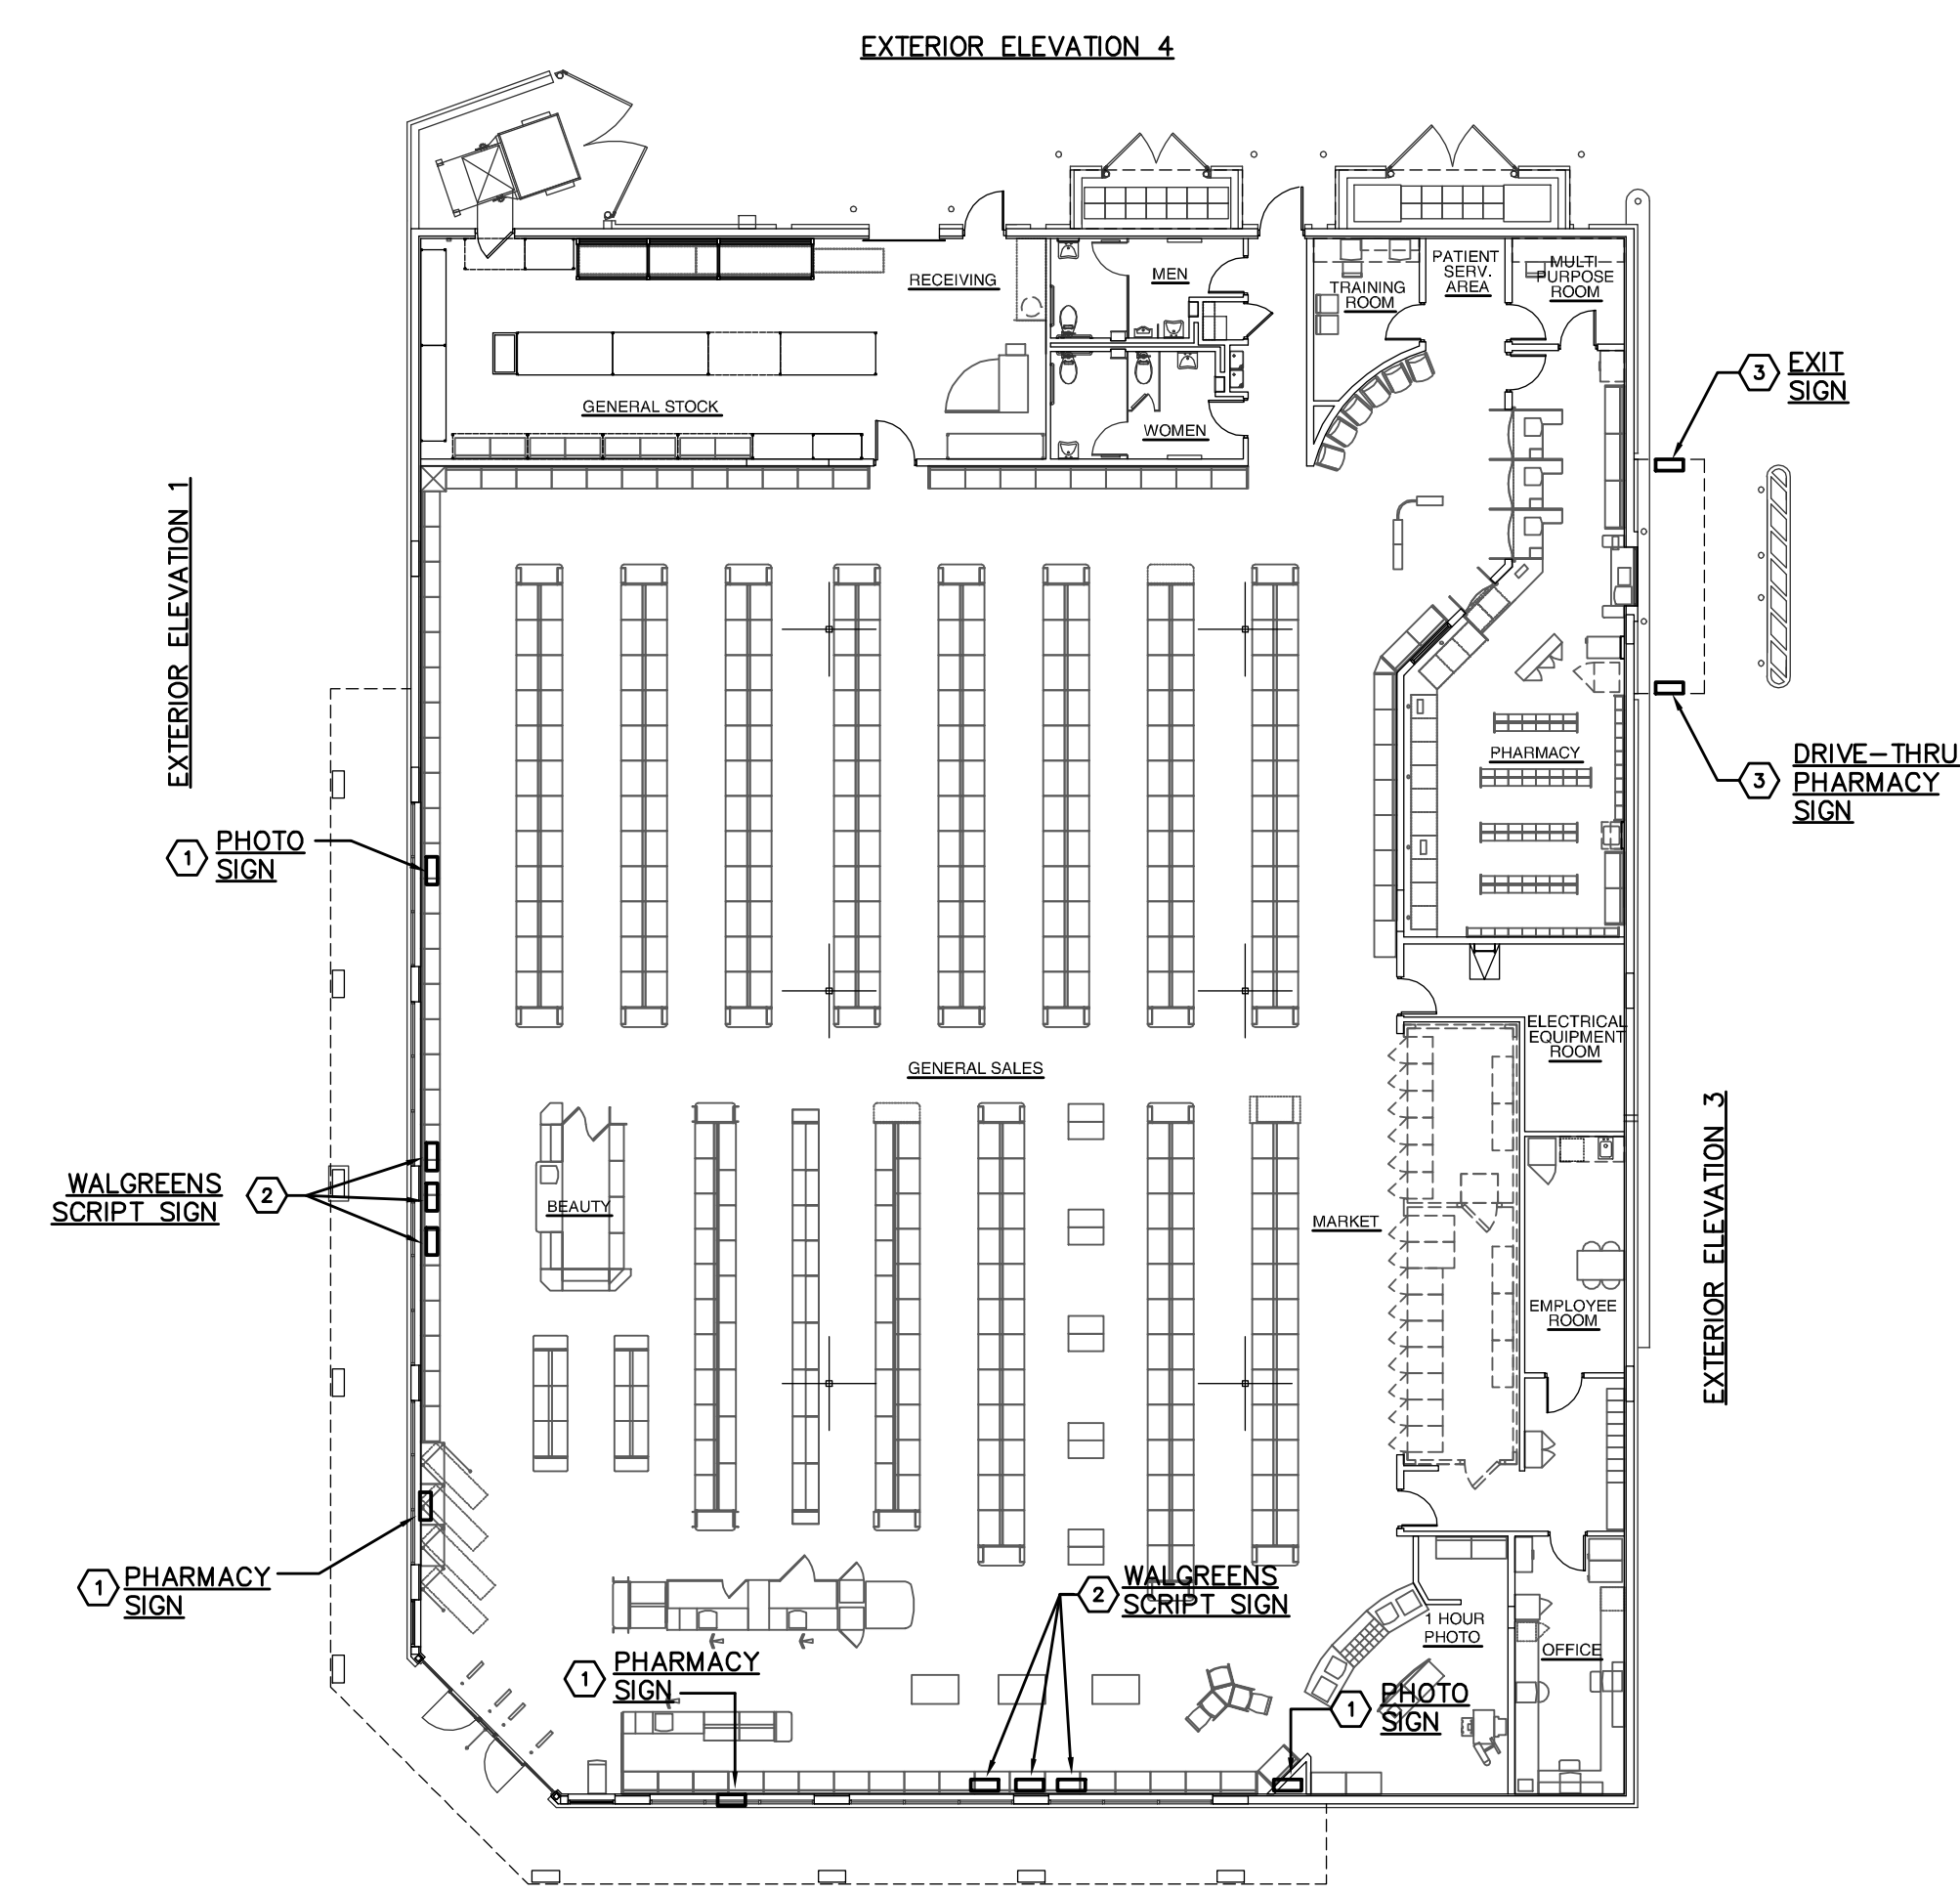 EXTERIOR ELEVATION 4
RECEIVING
MEN
PATIENT
SERV.
AREA
MULTI
PURPOSE
ROOM
TRAINING
ROOM
3 EXIT
SIGN
GENERAL STOCK
WOMEN
EXTERIOR ELEVATION 1
PHARMACY
3 DRIVE-THRU
PHARMACY
SIGN
1 PHOTO
SIGN
ELECTRICAL
EQUIPMENT
ROOM
GENERAL SALES
EXTERIOR ELEVATION 3
WALGREENS
SCRIPT SIGN 2
BEAUTY
MARKET
EMPLOYEE
ROOM
1 PHARMACY
SIGN
2 WALGREENS
SCRIPT SIGN
1 HOUR
PHOTO
OFFICE
1 PHARMACY
SIGN
1 PHOTO
SIGN